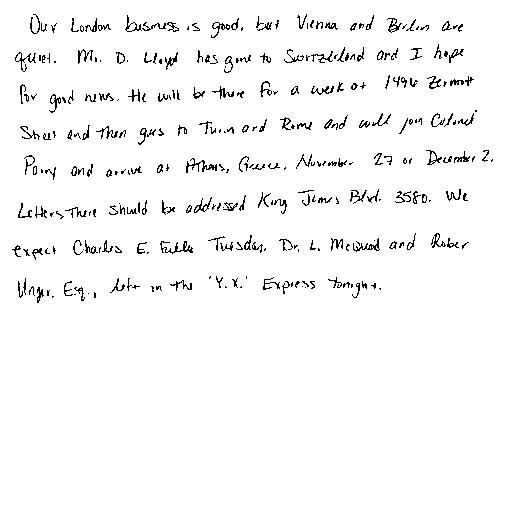 Our London business is good, but Vienna and Berlin are
quiet. Mr. D. Lloyd has gone to Switzerland and I hope
for good news. He will be there for a week at 1496 Zermott
Street and then goes to Turin and Rome and will join Colonel
Parry and arrive at Athens, Greece, November 27 or December 2.
Letters there should be addressed King James Blvd. 3580. We
expect Charles E. Fuller Tuesday. Dr. L. McQuaid and Robert
Unger, Esq., left on the 'Y.X.' Express tonight.